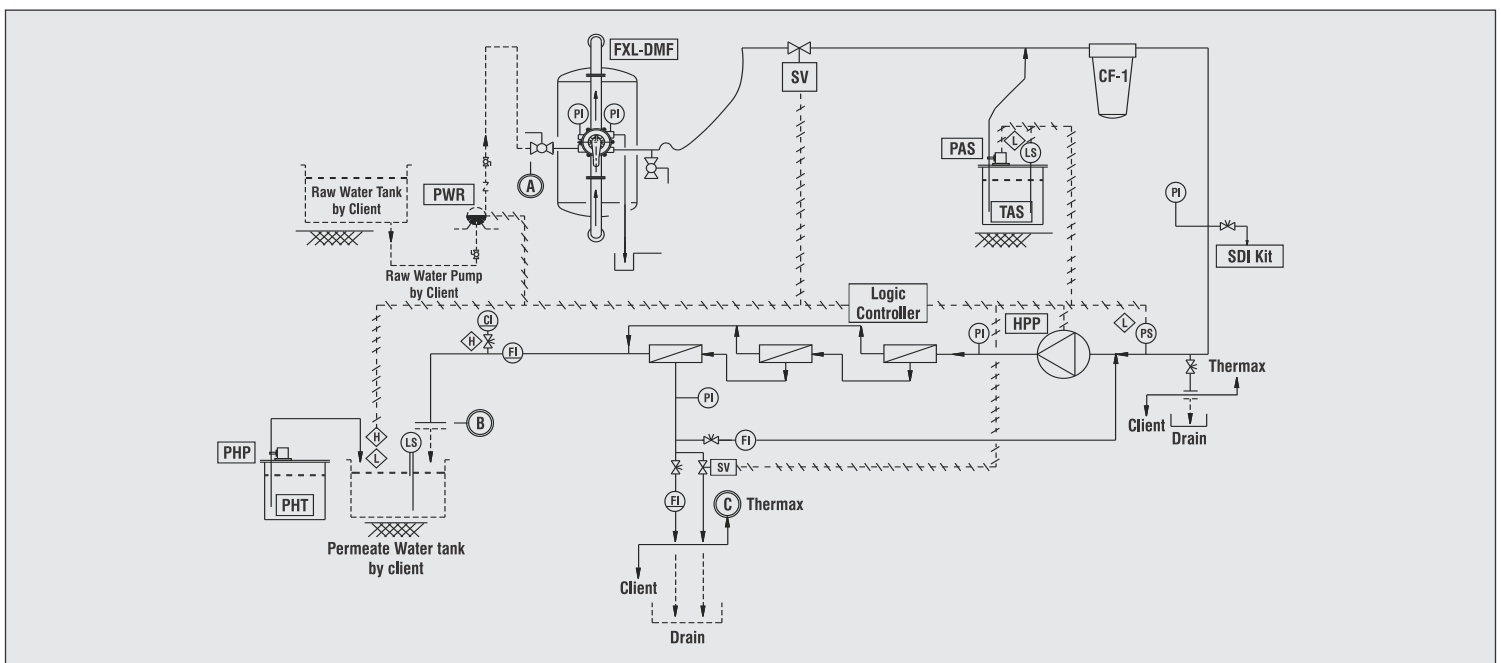 FXL-DMF
PI
PI
SV
CF-1
PAS
L
LS
TAS
PI
SDI Kit
Raw Water Tank
by Client
PWR
A
Raw Water Pump
by Client
Logic
Controller
CI
H
FI
PI
HPP
L
PS
Thermax
Client
Drain
PI
B
FI
PHP
PHT
H
L
LS
SV
FI
C
Thermax
Permeate Water tank
by client
Client
Drain